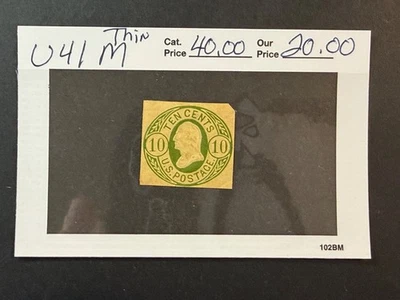 U41 M Thin
Cat. Price 40.00 Our Price 20.00
TEN CENTS
10 10
U.S. POSTAGE
102BM